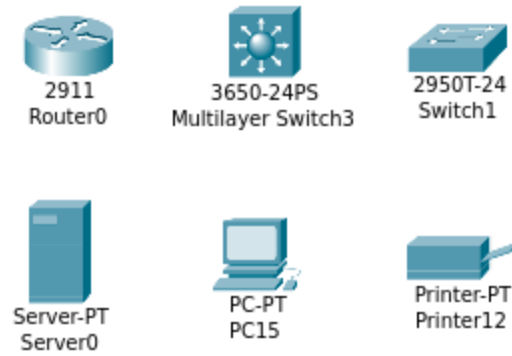 2911
Router0
3650-24PS
Multilayer Switch3
2950T-24
Switch1
Server-PT
Server0
PC-PT
PC15
Printer-PT
Printer12